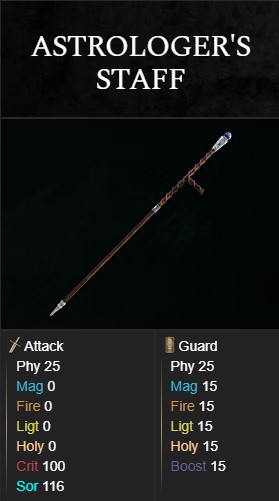 ASTROLOGER'S
STAFF
Attack
Phy 25
Mag 0
Fire 0
Ligt 0
Holy 0
Crit 100
Sor 116
Guard
Phy 25
Mag 15
Fire 15
Ligt 15
Holy 15
Boost 15